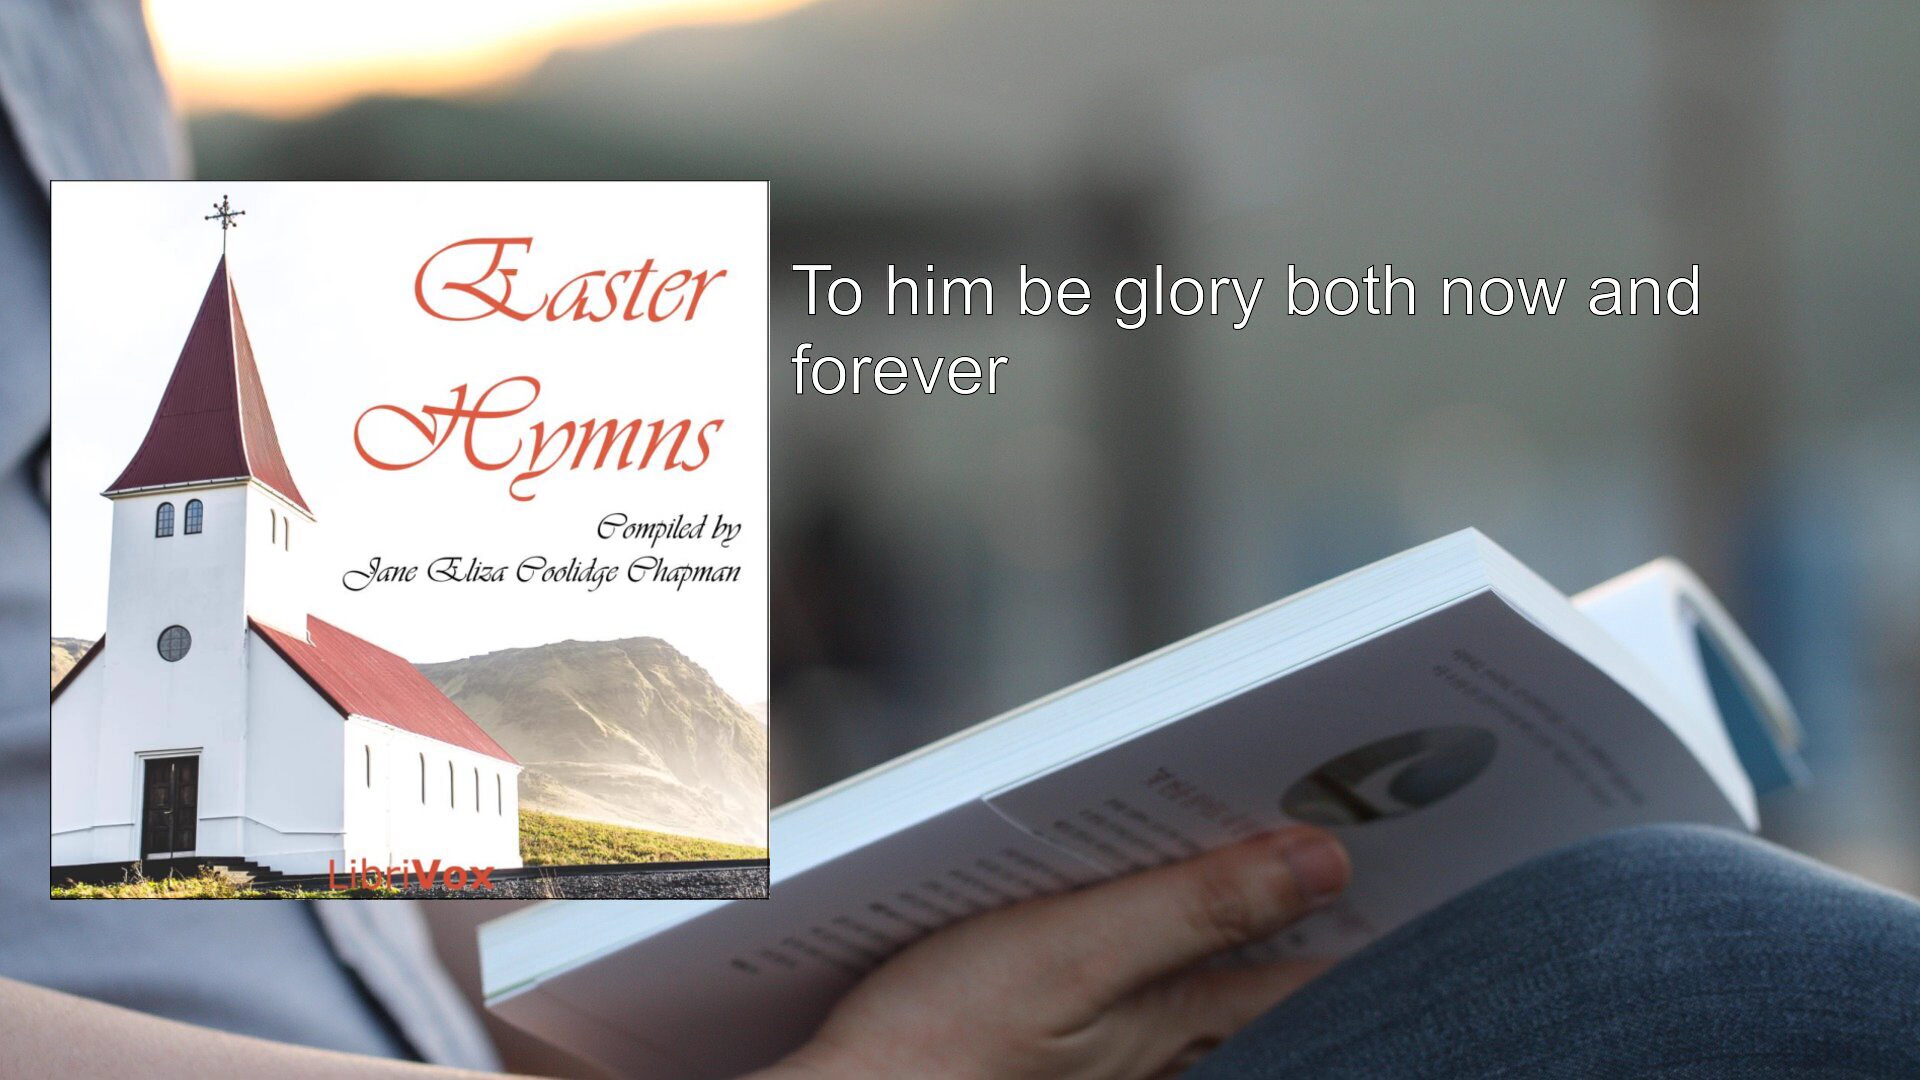 Easter
Hymns
Compiled by
Jane Eliza Coolidge Chapman
LibriVox
To him be glory both now and
forever